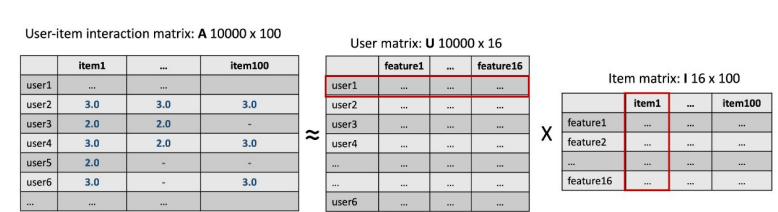 User-item interaction matrix: A 10000 x 100
item1 ... item100
user1 ... ...
user2 3.0 3.0 3.0
user3 2.0 2.0 -
user4 3.0 2.0 3.0
user5 2.0 - -
user6 3.0 - 3.0
... ... ...
≈
User matrix: U 10000 x 16
feature1 ... feature16
user1 ... ... ...
user2 ... ... ...
user3 ... ... ...
user4 ... ... ...
... ... ... ...
... ... ... ...
user6 ... ... ...
X
Item matrix: I 16 x 100
item1 ... item100
feature1 ... ... ...
feature2 ... ... ...
... ... ... ...
feature16 ... ... ...